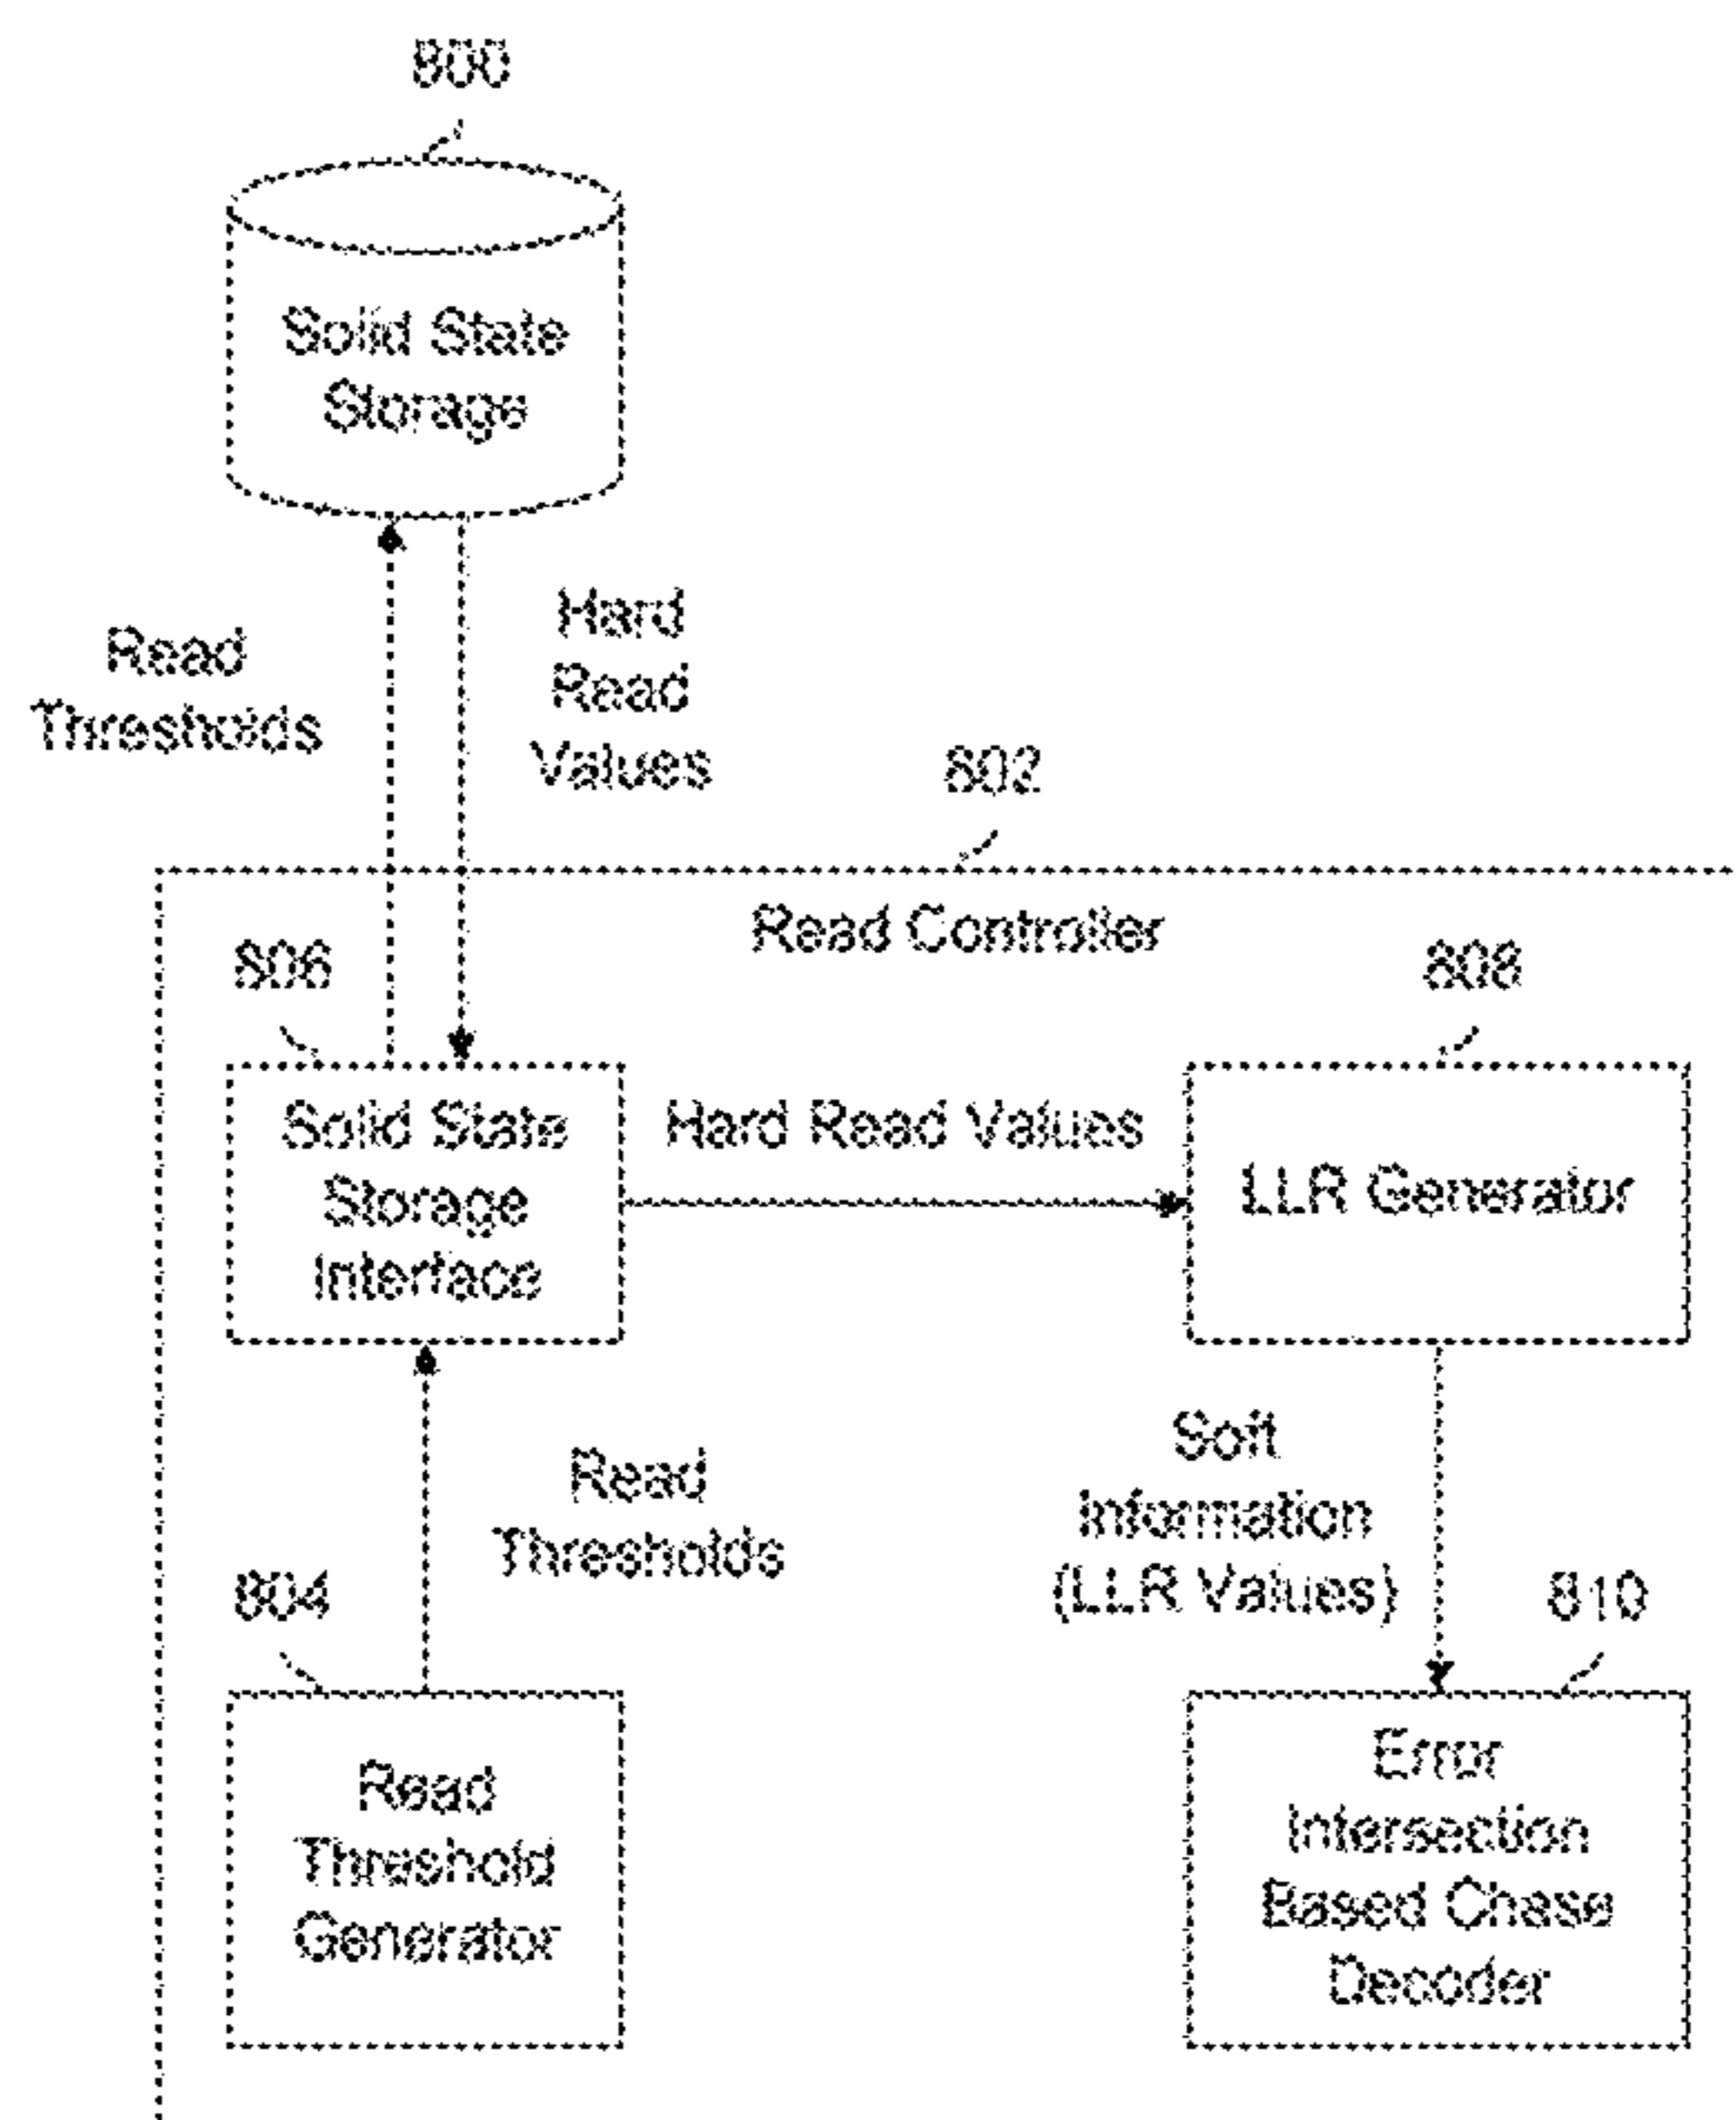 800
Solid State
Storage
Read
Thresholds
Hard
Read
Values
802
Read Controller
806
808
Solid State
Storage
Interface
Hard Read Values
LLR Generator
Read
Thresholds
Soft
Information
(LLR Values)
804
810
Read
Threshold
Generator
Error
Intersection
Based Chase
Decoder